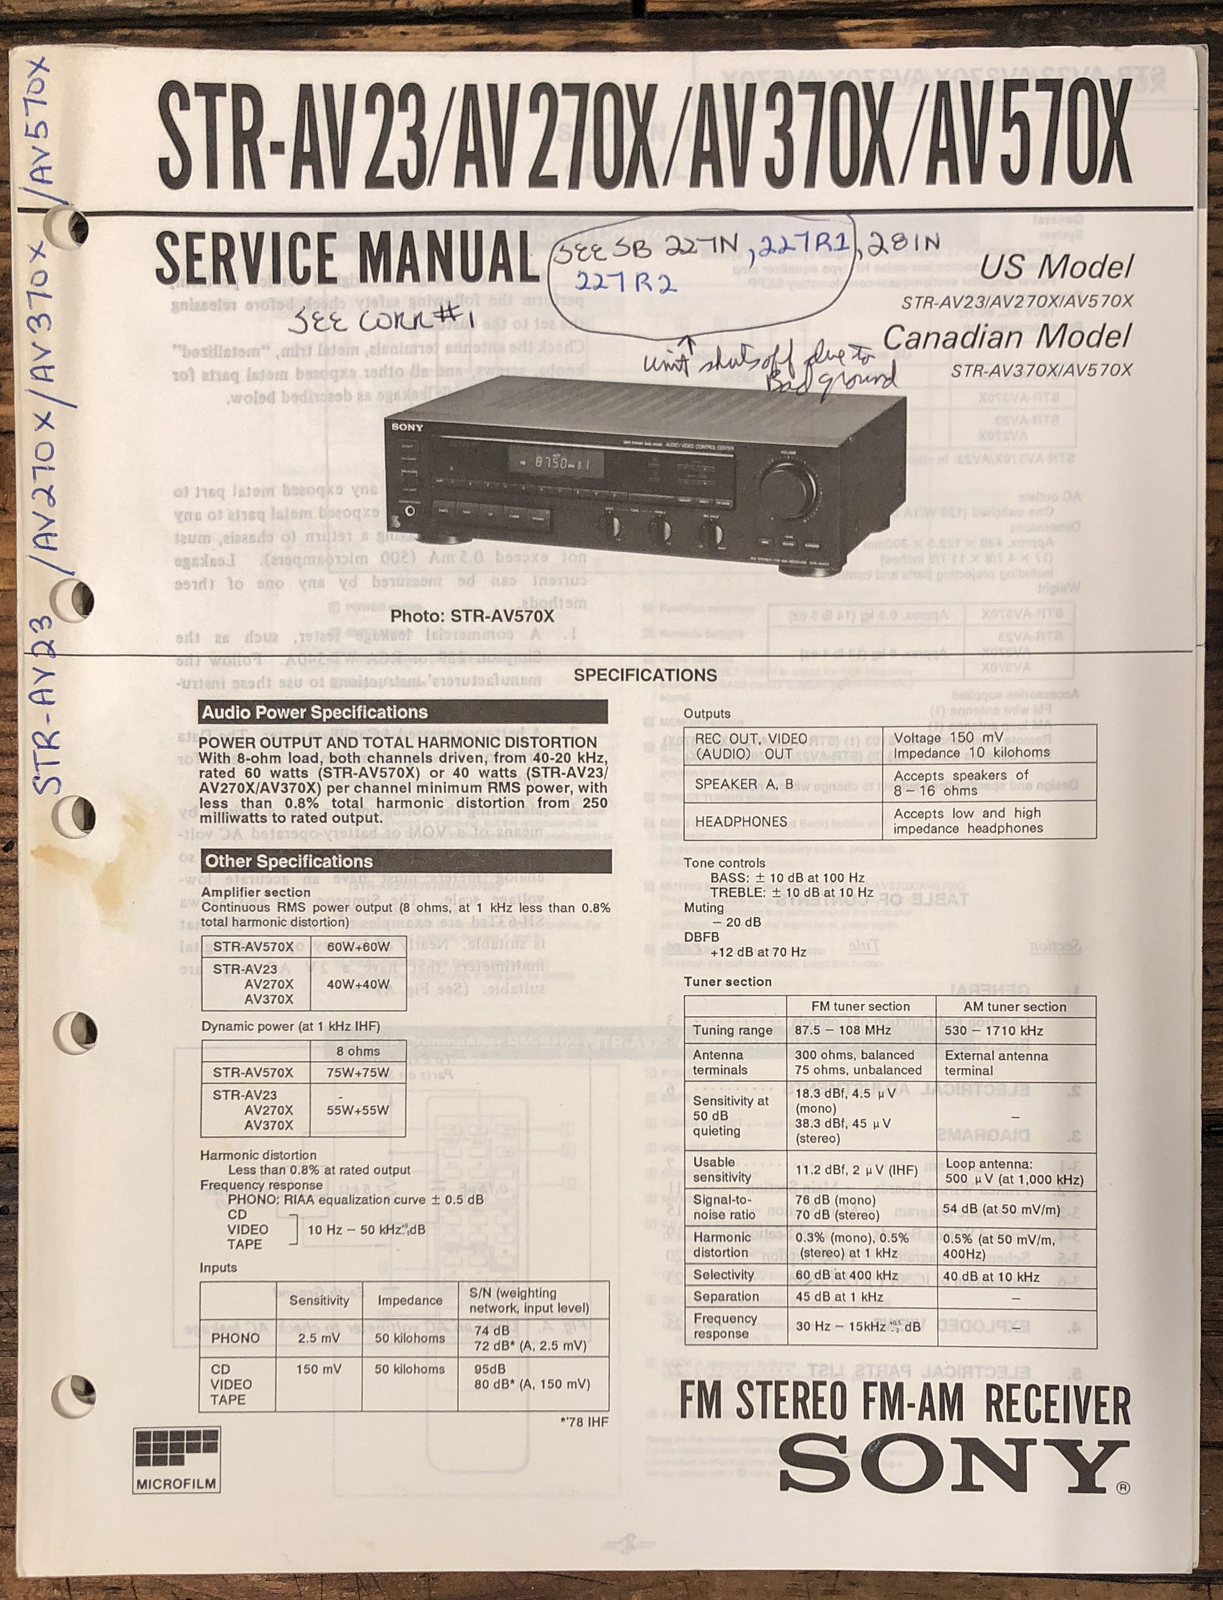 STR-AV23/AV270X/AV370X/AV570X
STR-AV23/AV270X/AV370X/AV570X
SERVICE MANUAL
SEE SB 227N, 227R1, 281N
227R2
SEE CORR #1
unit shuts off due to
Bad ground
US Model
STR-AV23/AV270X/AV570X
Canadian Model
STR-AV370X/AV570X
SONY
Photo: STR-AV570X
SPECIFICATIONS
Audio Power Specifications
POWER OUTPUT AND TOTAL HARMONIC DISTORTION
With 8-ohm load, both channels driven, from 40-20 kHz,
rated 60 watts (STR-AV570X) or 40 watts (STR-AV23/
AV270X/AV370X) per channel minimum RMS power, with
less than 0.8% total harmonic distortion from 250
milliwatts to rated output.
Other Specifications
Amplifier section
Continuous RMS power output (8 ohms, at 1 kHz less than 0.8%
total harmonic distortion)
STR-AV570X 60W+60W
STR-AV23
AV270X 40W+40W
AV370X
Dynamic power (at 1 kHz IHF)
8 ohms
STR-AV570X 75W+75W
STR-AV23 -
AV270X 55W+55W
AV370X
Harmonic distortion
Less than 0.8% at rated output
Frequency response
PHONO: RIAA equalization curve ± 0.5 dB
CD
VIDEO 10 Hz – 50 kHz dB
TAPE
Inputs
Sensitivity Impedance S/N (weighting
network, input level)
PHONO 2.5 mV 50 kilohoms 74 dB
72 dB* (A, 2.5 mV)
CD 150 mV 50 kilohoms 95dB
VIDEO 80 dB* (A, 150 mV)
TAPE
*'78 IHF
MICROFILM
Outputs
REC OUT, VIDEO Voltage 150 mV
(AUDIO) OUT Impedance 10 kilohoms
SPEAKER A, B Accepts speakers of
8 – 16 ohms
HEADPHONES Accepts low and high
impedance headphones
Tone controls
BASS: ± 10 dB at 100 Hz
TREBLE: ± 10 dB at 10 Hz
Muting
– 20 dB
DBFB
+12 dB at 70 Hz
Tuner section
FM tuner section AM tuner section
Tuning range 87.5 – 108 MHz 530 - 1710 kHz
Antenna 300 ohms, balanced External antenna
terminals 75 ohms, unbalanced terminal
Sensitivity at 18.3 dBf, 4.5 µV
50 dB (mono) –
quieting 38.3 dBf, 45 µV
(stereo)
Usable 11.2 dBf, 2 µV (IHF) Loop antenna:
sensitivity 500 µV (at 1,000 kHz)
Signal-to- 76 dB (mono) 54 dB (at 50 mV/m)
noise ratio 70 dB (stereo)
Harmonic 0.3% (mono), 0.5% 0.5% (at 50 mV/m,
distortion (stereo) at 1 kHz 400Hz)
Selectivity 60 dB at 400 kHz 40 dB at 10 kHz
Separation 45 dB at 1 kHz –
Frequency 30 Hz – 15kHz dB –
response
FM STEREO FM-AM RECEIVER
SONY®